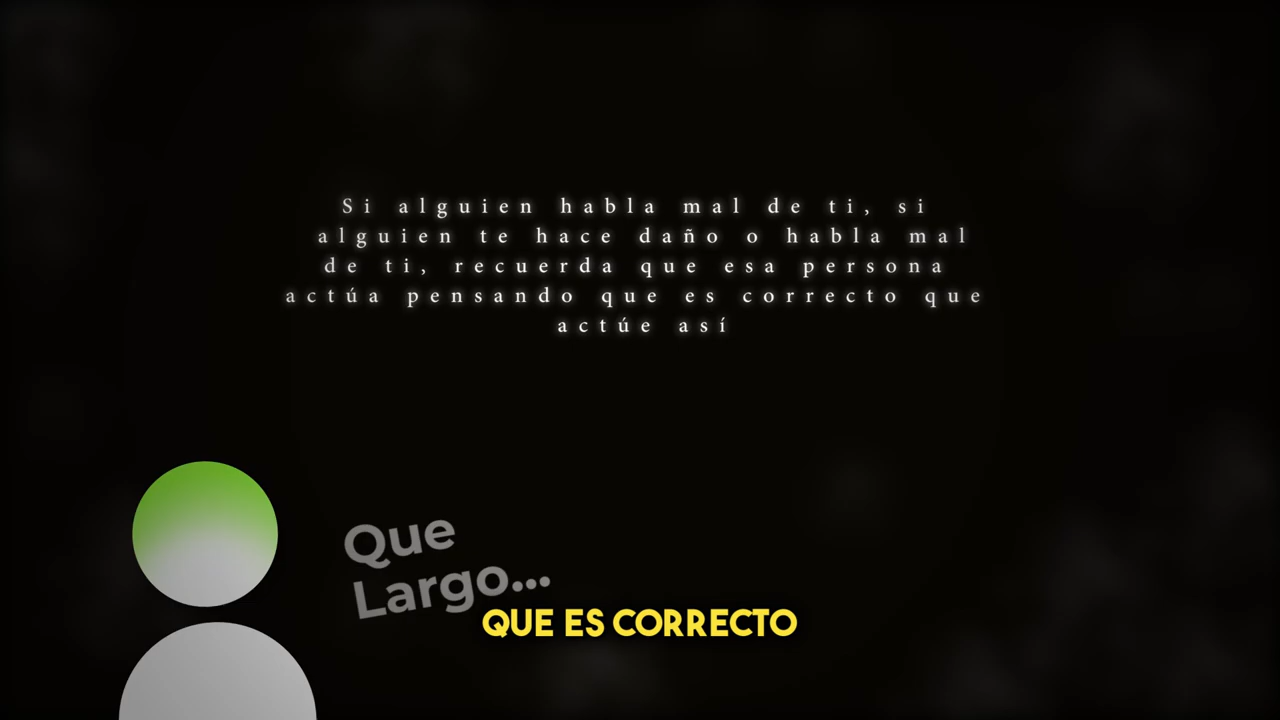 Si alguien habla mal de ti, si
alguien te hace daño o habla mal
de ti, recuerda que esa persona
actúa pensando que es correcto que
actúe así
Que
Largo...
QUE ES CORRECTO